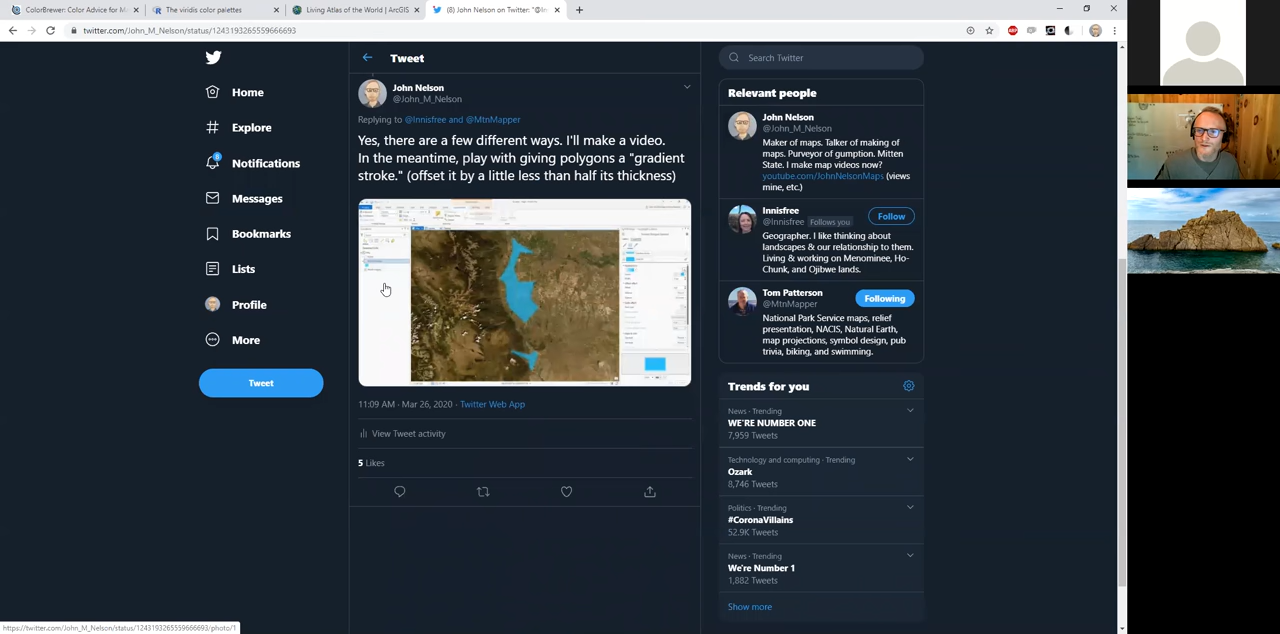 ColorBrewer: Color Advice for M
The viridis color palettes
Living Atlas of the World | ArcGIS
(8) John Nelson on Twitter: "@In
twitter.com/John_M_Nelson/status/1243193265559666693
Home
Explore
8
Notifications
Messages
Bookmarks
Lists
Profile
More
Tweet
Tweet
John Nelson
@John_M_Nelson
Replying to @Innisfree and @MtnMapper
Yes, there are a few different ways. I'll make a video.
In the meantime, play with giving polygons a "gradient
stroke." (offset it by a little less than half its thickness)
11:09 AM · Mar 26, 2020 · Twitter Web App
View Tweet activity
5 Likes
Search Twitter
Relevant people
John Nelson
@John_M_Nelson
Maker of maps. Talker of making of
maps. Purveyor of gumption. Mitten
State. I make map videos now?
youtube.com/JohnNelsonMaps (views
mine, etc.)
Innisfree
@Innisfree Follows you
Follow
Geographer. I like thinking about
landscapes & our relationship to them.
Living & working on Menominee, Ho-
Chunk, and Ojibwe lands.
Tom Patterson
@MtnMapper
Following
National Park Service maps, relief
presentation, NACIS, Natural Earth,
map projections, symbol design, pub
trivia, biking, and swimming.
Trends for you
News · Trending
WE'RE NUMBER ONE
7,959 Tweets
Technology and computing · Trending
Ozark
8,746 Tweets
Politics · Trending
#CoronaVillains
52.9K Tweets
News · Trending
We're Number 1
1,882 Tweets
Show more
https://twitter.com/John_M_Nelson/status/1243193265559666693/photo/1